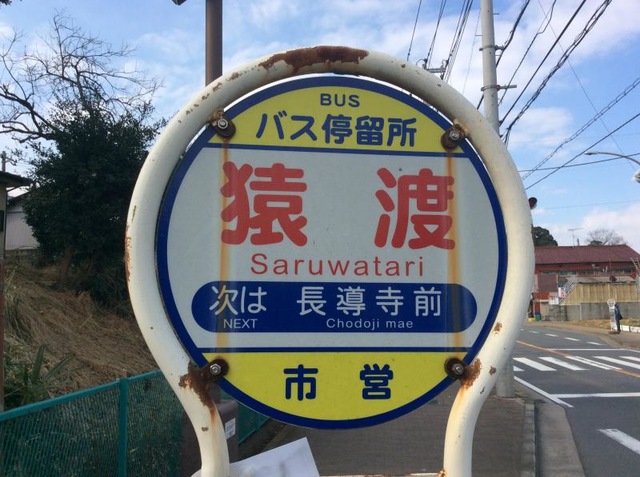 BUS
バス停留所
猿渡
Saruwatari
次は 長導寺前
NEXT Chodoji mae
市営